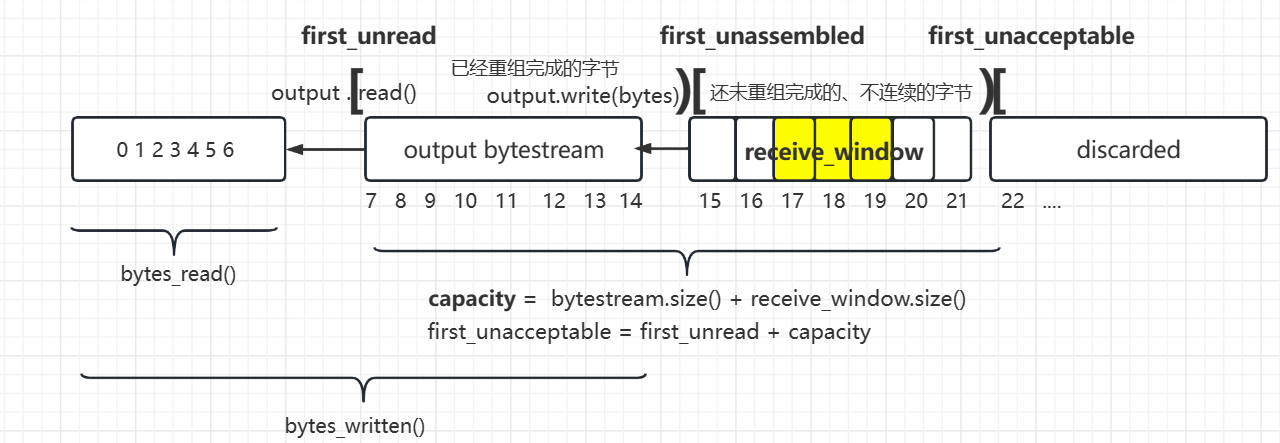 first_unread first_unassembled first_unacceptable
已经重组完成的字节
output .[read() output.write(bytes))[ 还未重组完成的、不连续的字节 )[
0 1 2 3 4 5 6 output bytestream receive_window discarded
7 8 9 10 11 12 13 14 15 16 17 18 19 20 21 22 ....
bytes_read()
capacity = bytestream.size() + receive_window.size()
first_unacceptable = first_unread + capacity
bytes_written()